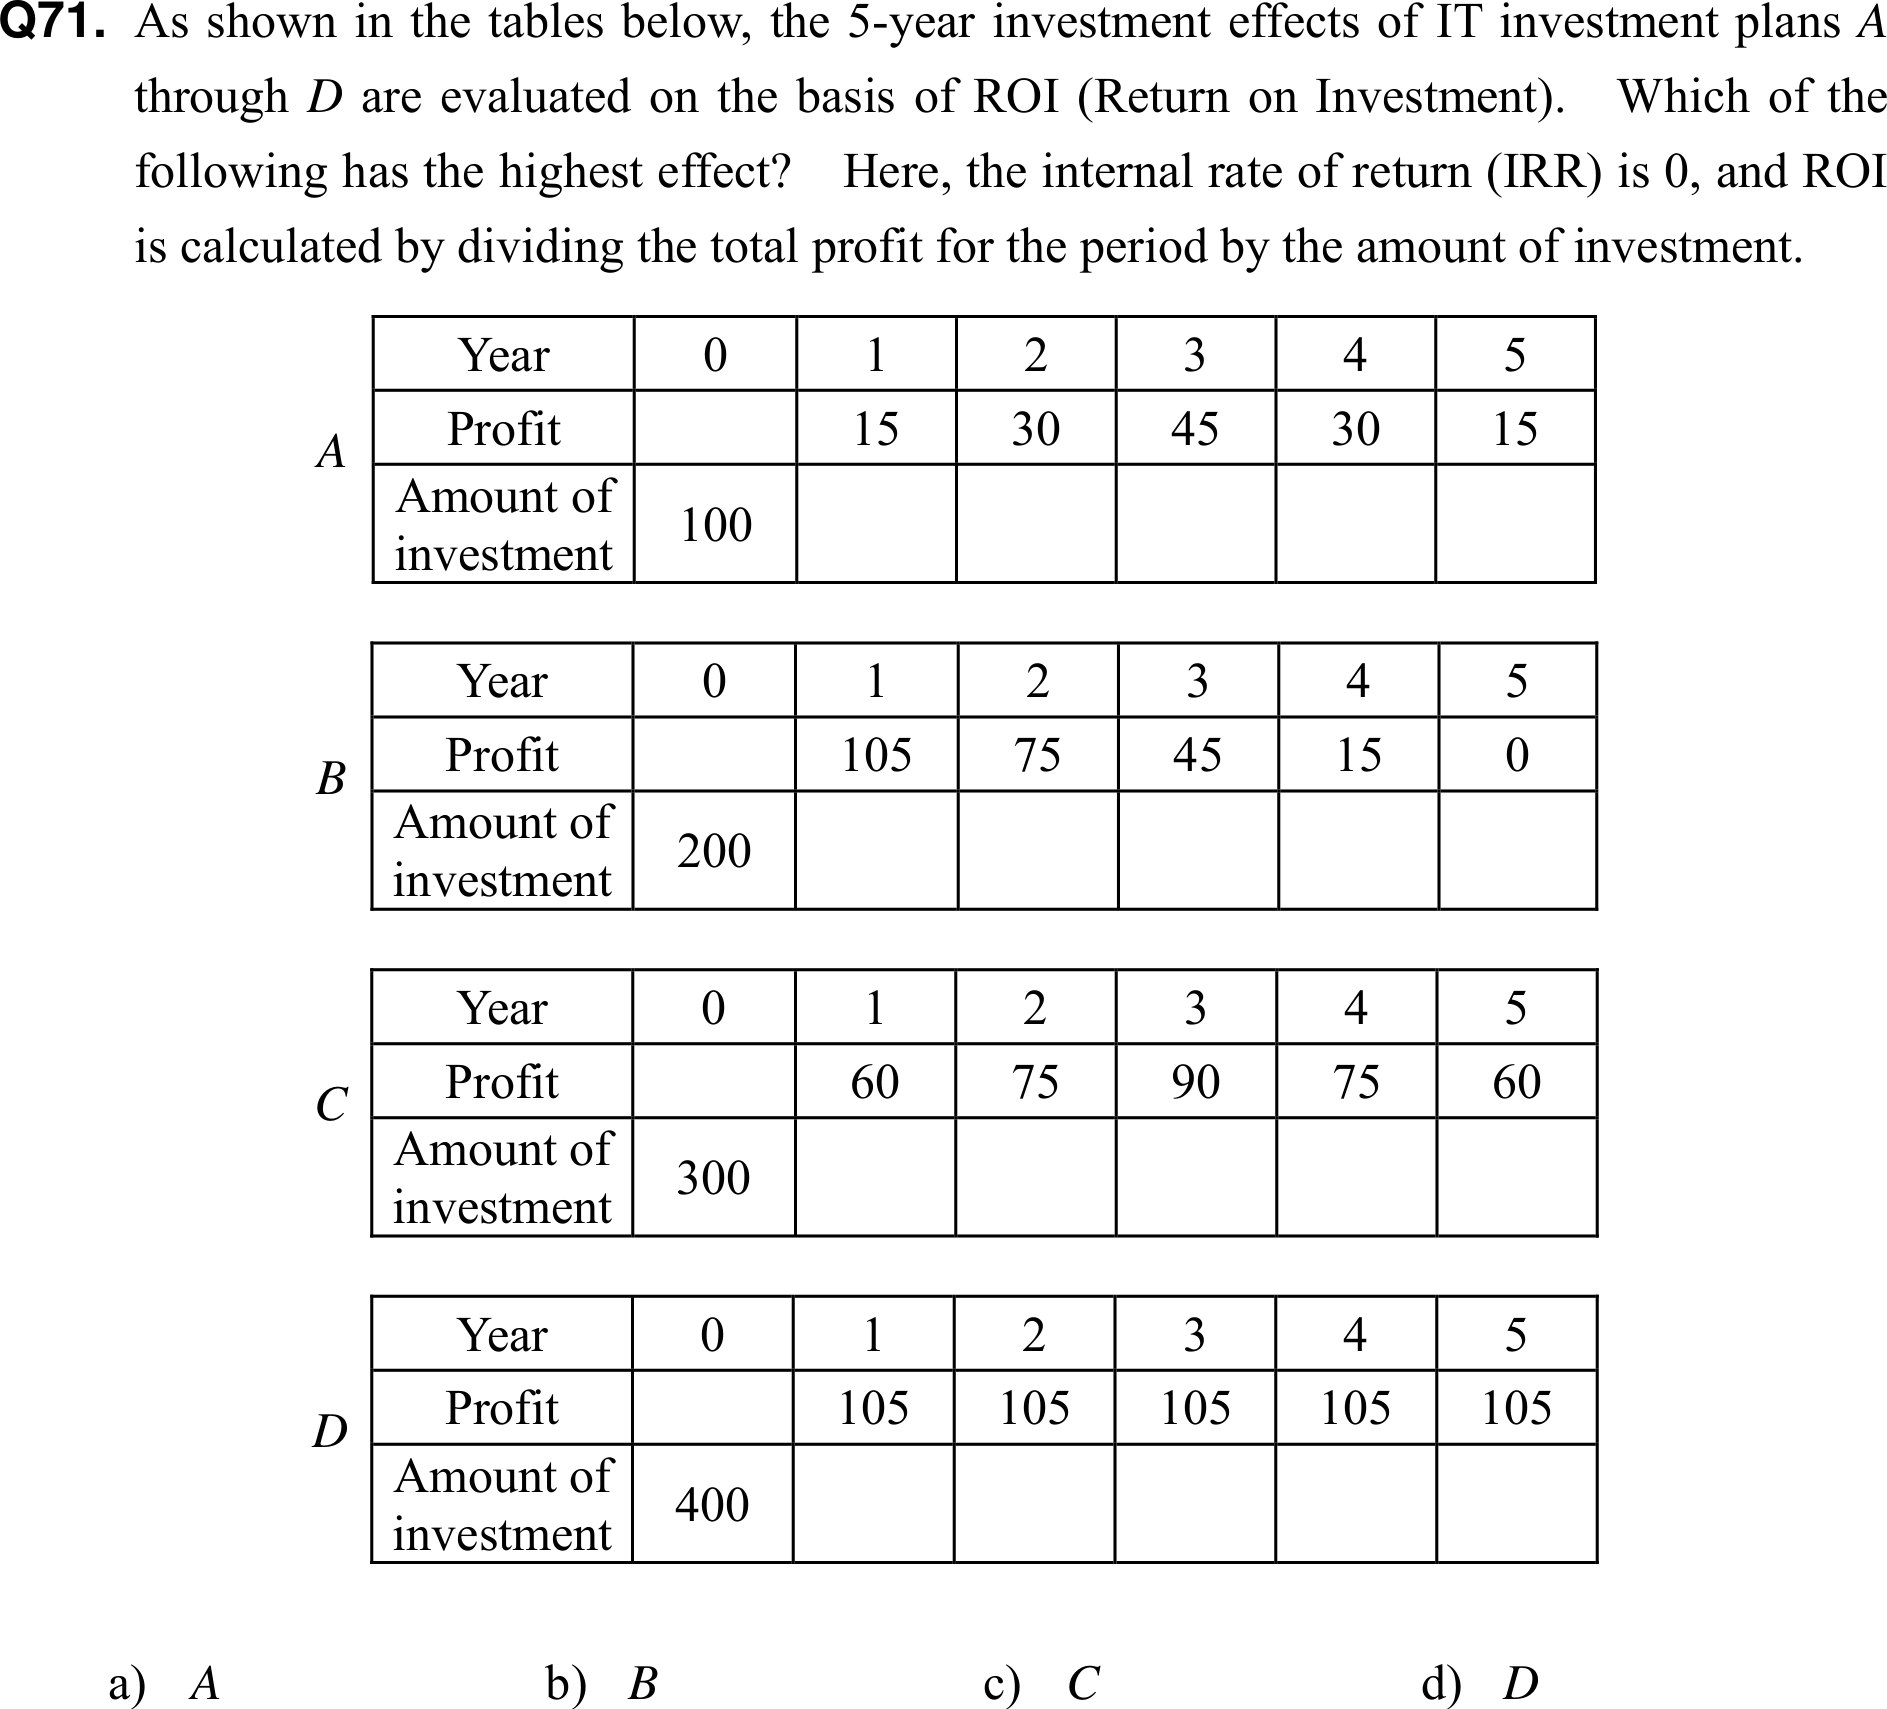 Q71. As shown in the tables below, the 5-year investment effects of IT investment plans A
through D are evaluated on the basis of ROI (Return on Investment). Which of the
following has the highest effect? Here, the internal rate of return (IRR) is 0, and ROI
is calculated by dividing the total profit for the period by the amount of investment.
A
Year 0 1 2 3 4 5
Profit 15 30 45 30 15
Amount of
investment 100
B
Year 0 1 2 3 4 5
Profit 105 75 45 15 0
Amount of
investment 200
C
Year 0 1 2 3 4 5
Profit 60 75 90 75 60
Amount of
investment 300
D
Year 0 1 2 3 4 5
Profit 105 105 105 105 105
Amount of
investment 400
a) A b) B c) C d) D